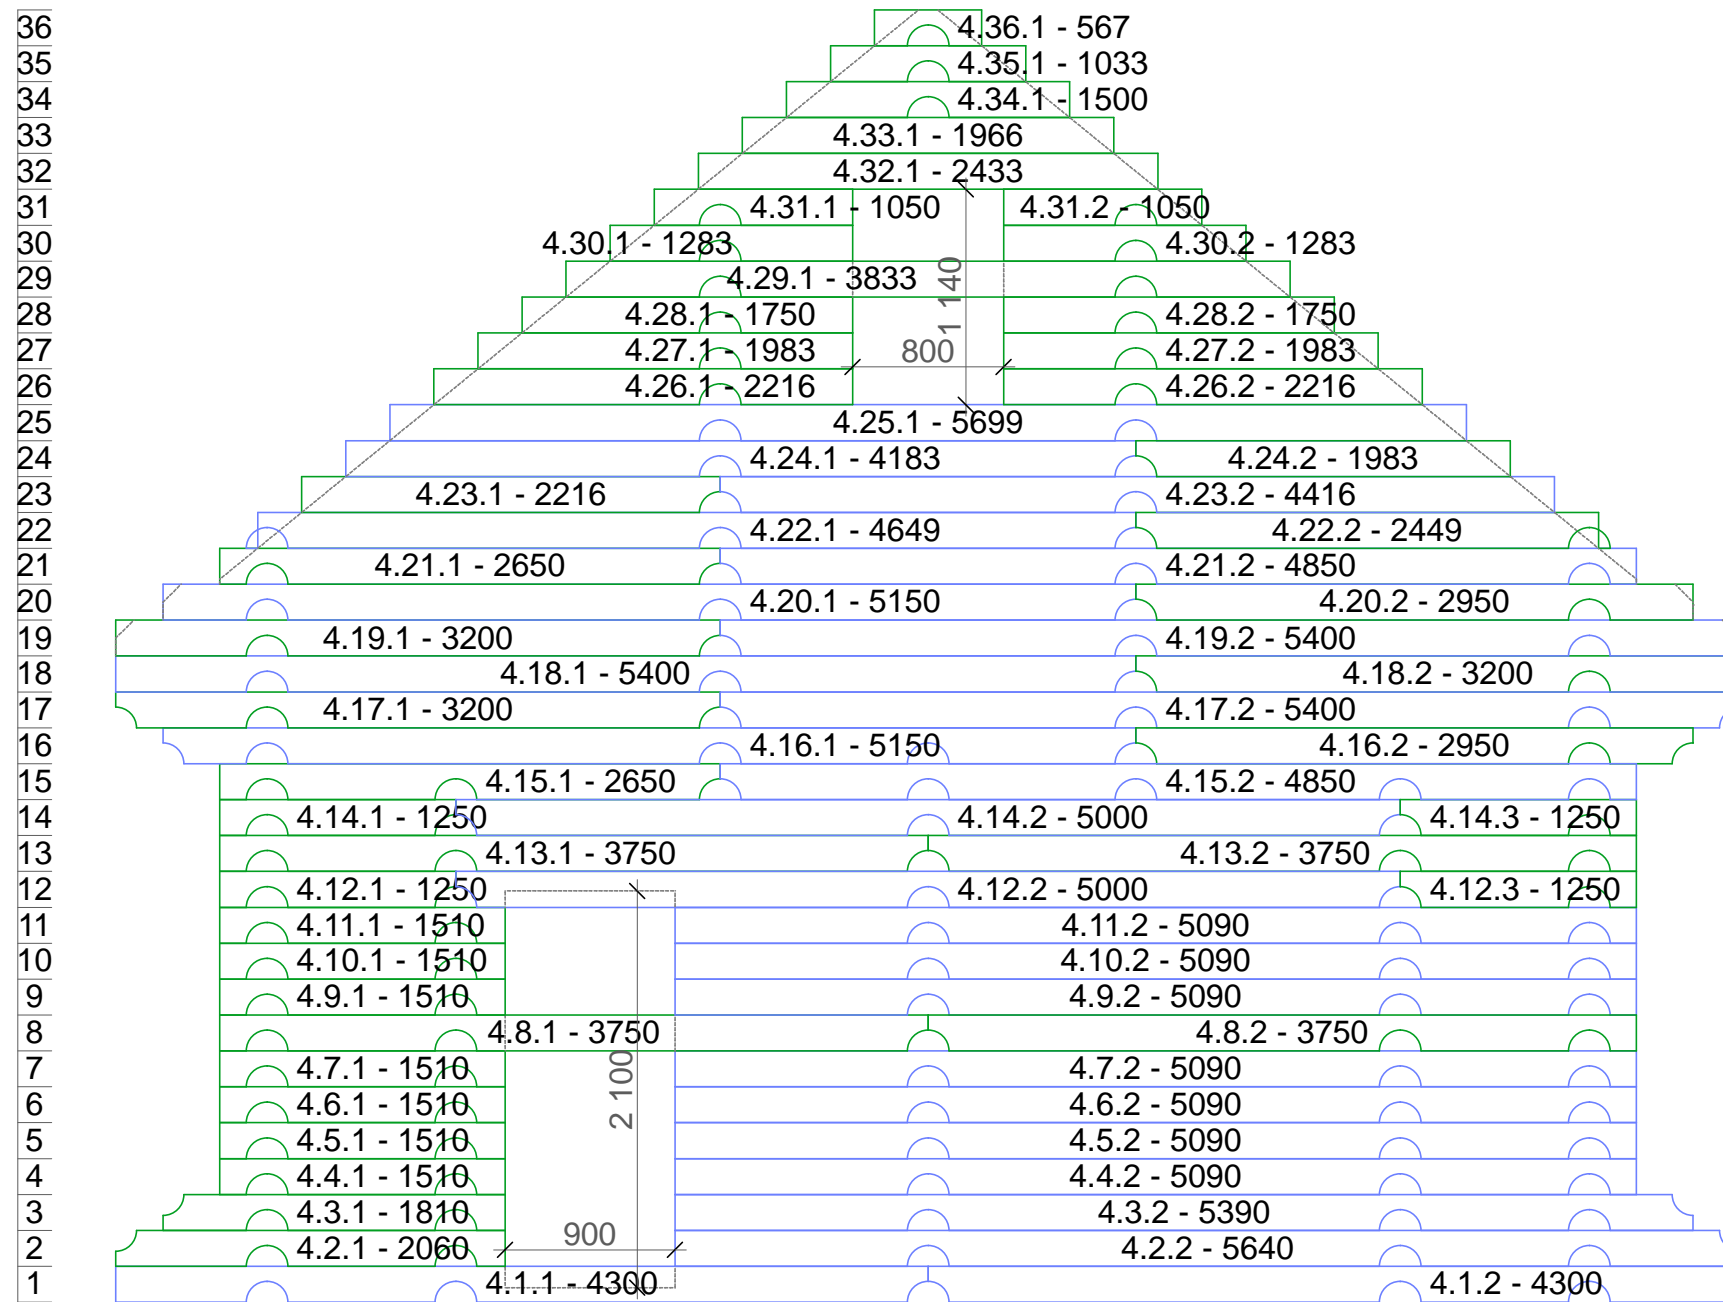 36 4.36.1 - 567
35 4.35.1 - 1033
34 4.34.1 - 1500
33 4.33.1 - 1966
32 4.32.1 - 2433
31 4.31.1 - 1050 4.31.2 - 1050
30 4.30.1 - 1283 4.30.2 - 1283
29 4.29.1 - 3833
1 140
28 4.28.1 - 1750 4.28.2 - 1750
27 4.27.1 - 1983 800 4.27.2 - 1983
26 4.26.1 - 2216 4.26.2 - 2216
25 4.25.1 - 5699
24 4.24.1 - 4183 4.24.2 - 1983
23 4.23.1 - 2216 4.23.2 - 4416
22 4.22.1 - 4649 4.22.2 - 2449
21 4.21.1 - 2650 4.21.2 - 4850
20 4.20.1 - 5150 4.20.2 - 2950
19 4.19.1 - 3200 4.19.2 - 5400
18 4.18.1 - 5400 4.18.2 - 3200
17 4.17.1 - 3200 4.17.2 - 5400
16 4.16.1 - 5150 4.16.2 - 2950
15 4.15.1 - 2650 4.15.2 - 4850
14 4.14.1 - 1250 4.14.2 - 5000 4.14.3 - 1250
13 4.13.1 - 3750 4.13.2 - 3750
12 4.12.1 - 1250 4.12.2 - 5000 4.12.3 - 1250
11 4.11.1 - 1510 4.11.2 - 5090
10 4.10.1 - 1510 4.10.2 - 5090
9 4.9.1 - 1510 4.9.2 - 5090
8 4.8.1 - 3750 4.8.2 - 3750
7 4.7.1 - 1510 4.7.2 - 5090
2 100
6 4.6.1 - 1510 4.6.2 - 5090
5 4.5.1 - 1510 4.5.2 - 5090
4 4.4.1 - 1510 4.4.2 - 5090
3 4.3.1 - 1810 4.3.2 - 5390
900
2 4.2.1 - 2060 4.2.2 - 5640
1 4.1.1 - 4300 4.1.2 - 4300